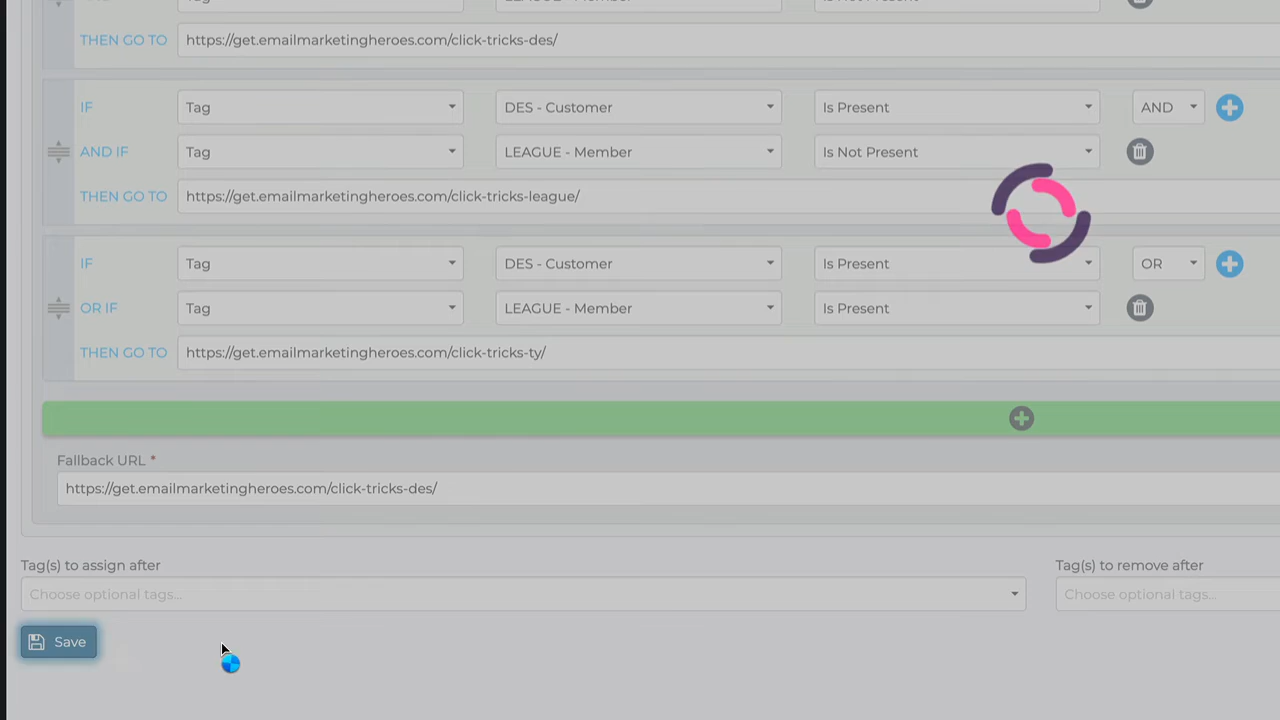 THEN GO TO https://get.emailmarketingheroes.com/click-tricks-des/
IF Tag DES - Customer Is Present AND
AND IF Tag LEAGUE - Member Is Not Present
THEN GO TO https://get.emailmarketingheroes.com/click-tricks-league/
IF Tag DES - Customer Is Present OR
OR IF Tag LEAGUE - Member Is Present
THEN GO TO https://get.emailmarketingheroes.com/click-tricks-ty/
Fallback URL *
https://get.emailmarketingheroes.com/click-tricks-des/
Tag(s) to assign after Tag(s) to remove after
Choose optional tags... Choose optional tags...
Save